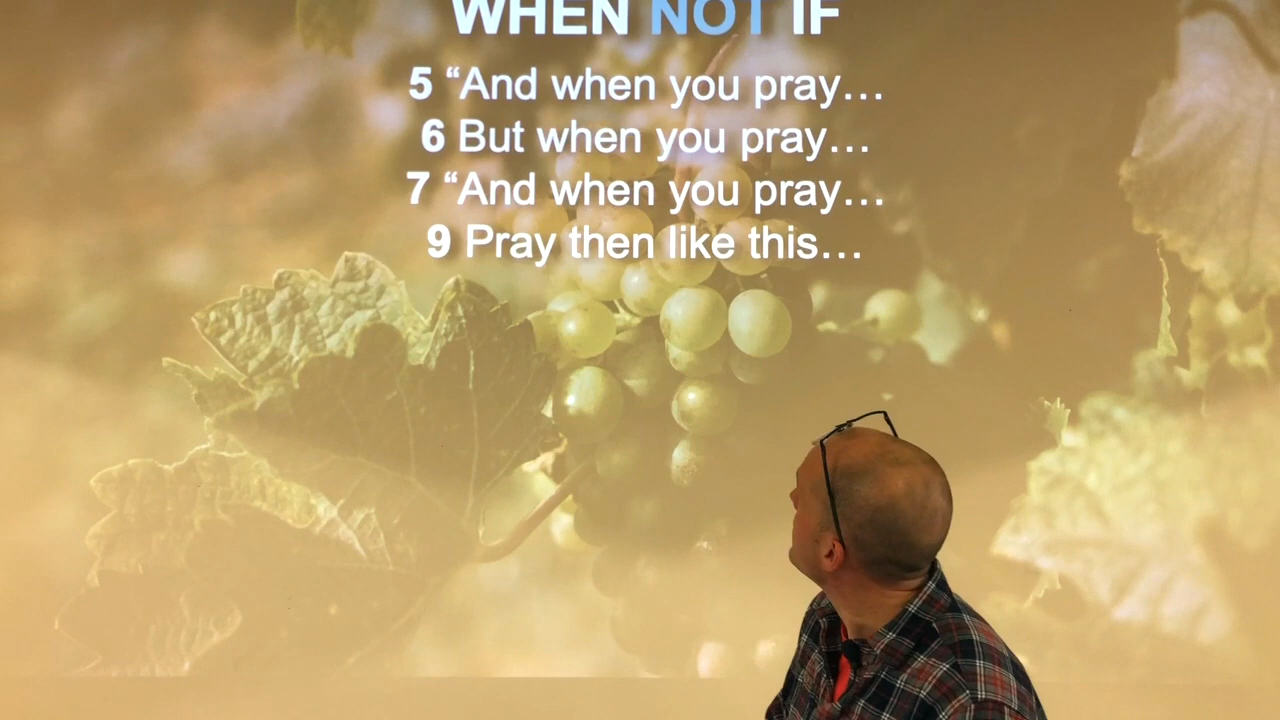 WHEN NOT IF
5 “And when you pray…
6 But when you pray…
7 “And when you pray…
9 Pray then like this…